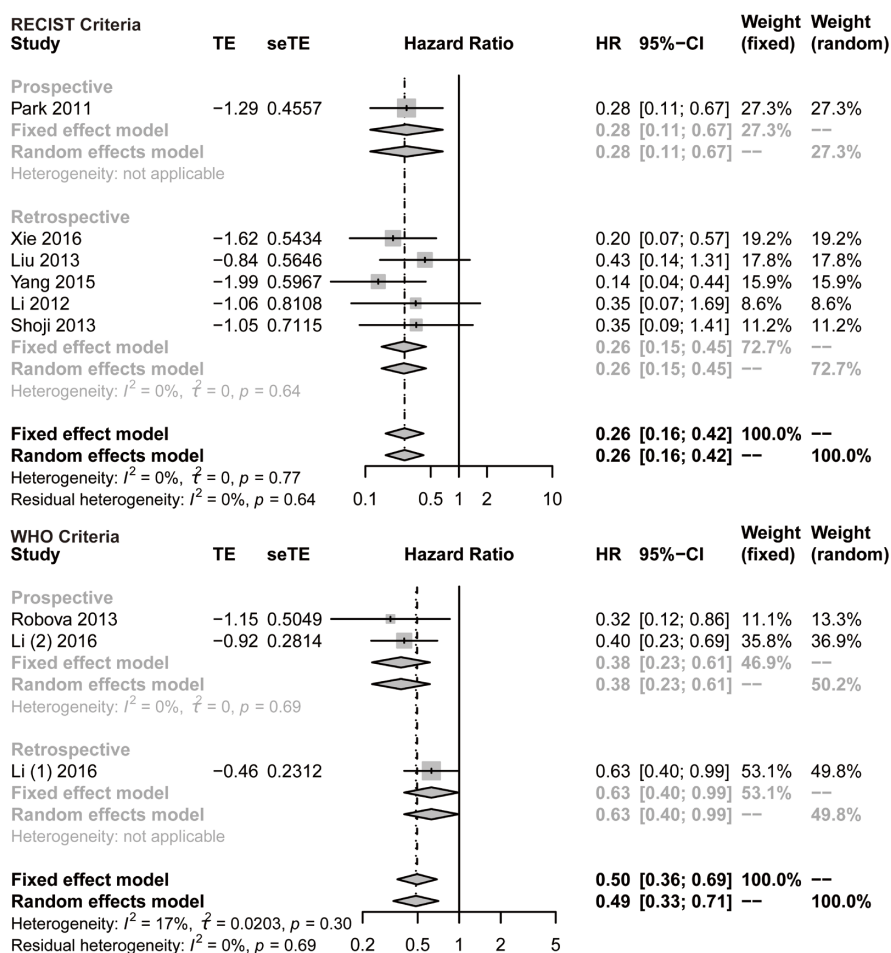 RECIST Criteria Weight Weight
Study TE seTE Hazard Ratio HR 95%−CI (fixed) (random)
Prospective
Park 2011 −1.29 0.4557 0.28 [0.11; 0.67] 27.3% 27.3%
Fixed effect model 0.28 [0.11; 0.67] 27.3% −−
Random effects model 0.28 [0.11; 0.67] −− 27.3%
Heterogeneity: not applicable
Retrospective
Xie 2016 −1.62 0.5434 0.20 [0.07; 0.57] 19.2% 19.2%
Liu 2013 −0.84 0.5646 0.43 [0.14; 1.31] 17.8% 17.8%
Yang 2015 −1.99 0.5967 0.14 [0.04; 0.44] 15.9% 15.9%
Li 2012 −1.06 0.8108 0.35 [0.07; 1.69] 8.6% 8.6%
Shoji 2013 −1.05 0.7115 0.35 [0.09; 1.41] 11.2% 11.2%
Fixed effect model 0.26 [0.15; 0.45] 72.7% −−
Random effects model 0.26 [0.15; 0.45] −− 72.7%
Heterogeneity: I² = 0%, τ² = 0, p = 0.64
Fixed effect model 0.26 [0.16; 0.42] 100.0% −−
Random effects model 0.26 [0.16; 0.42] −− 100.0%
Heterogeneity: I² = 0%, τ² = 0, p = 0.77
Residual heterogeneity: I² = 0%, p = 0.64 0.1 0.5 1 2 10
WHO Criteria Weight Weight
Study TE seTE Hazard Ratio HR 95%−CI (fixed) (random)
Prospective
Robova 2013 −1.15 0.5049 0.32 [0.12; 0.86] 11.1% 13.3%
Li (2) 2016 −0.92 0.2814 0.40 [0.23; 0.69] 35.8% 36.9%
Fixed effect model 0.38 [0.23; 0.61] 46.9% −−
Random effects model 0.38 [0.23; 0.61] −− 50.2%
Heterogeneity: I² = 0%, τ² = 0, p = 0.69
Retrospective
Li (1) 2016 −0.46 0.2312 0.63 [0.40; 0.99] 53.1% 49.8%
Fixed effect model 0.63 [0.40; 0.99] 53.1% −−
Random effects model 0.63 [0.40; 0.99] −− 49.8%
Heterogeneity: not applicable
Fixed effect model 0.50 [0.36; 0.69] 100.0% −−
Random effects model 0.49 [0.33; 0.71] −− 100.0%
Heterogeneity: I² = 17%, τ² = 0.0203, p = 0.30
Residual heterogeneity: I² = 0%, p = 0.69 0.2 0.5 1 2 5